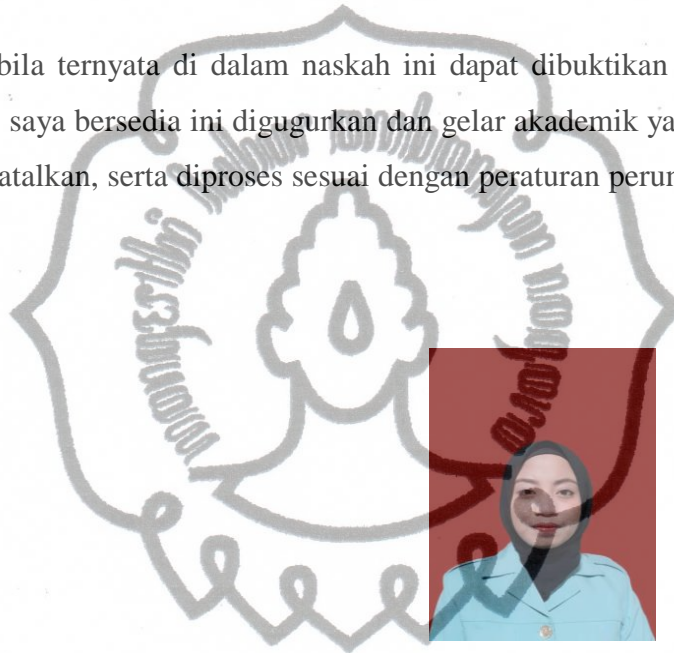 bila ternyata di dalam naskah ini dapat dibuktikan
saya bersedia ini digugurkan dan gelar akademik ya
atalkan, serta diproses sesuai dengan peraturan perun